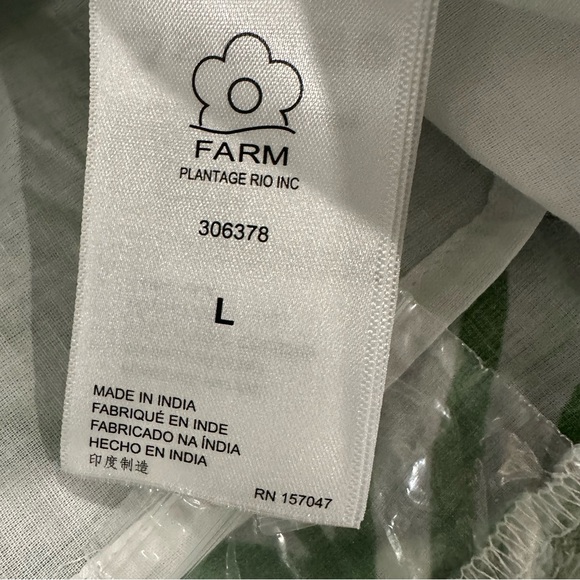 FARM
PLANTAGE RIO INC
306378
L
MADE IN INDIA
FABRIQUÉ EN INDE
FABRICADO NA ÍNDIA
HECHO EN INDIA
印度制造
RN 157047